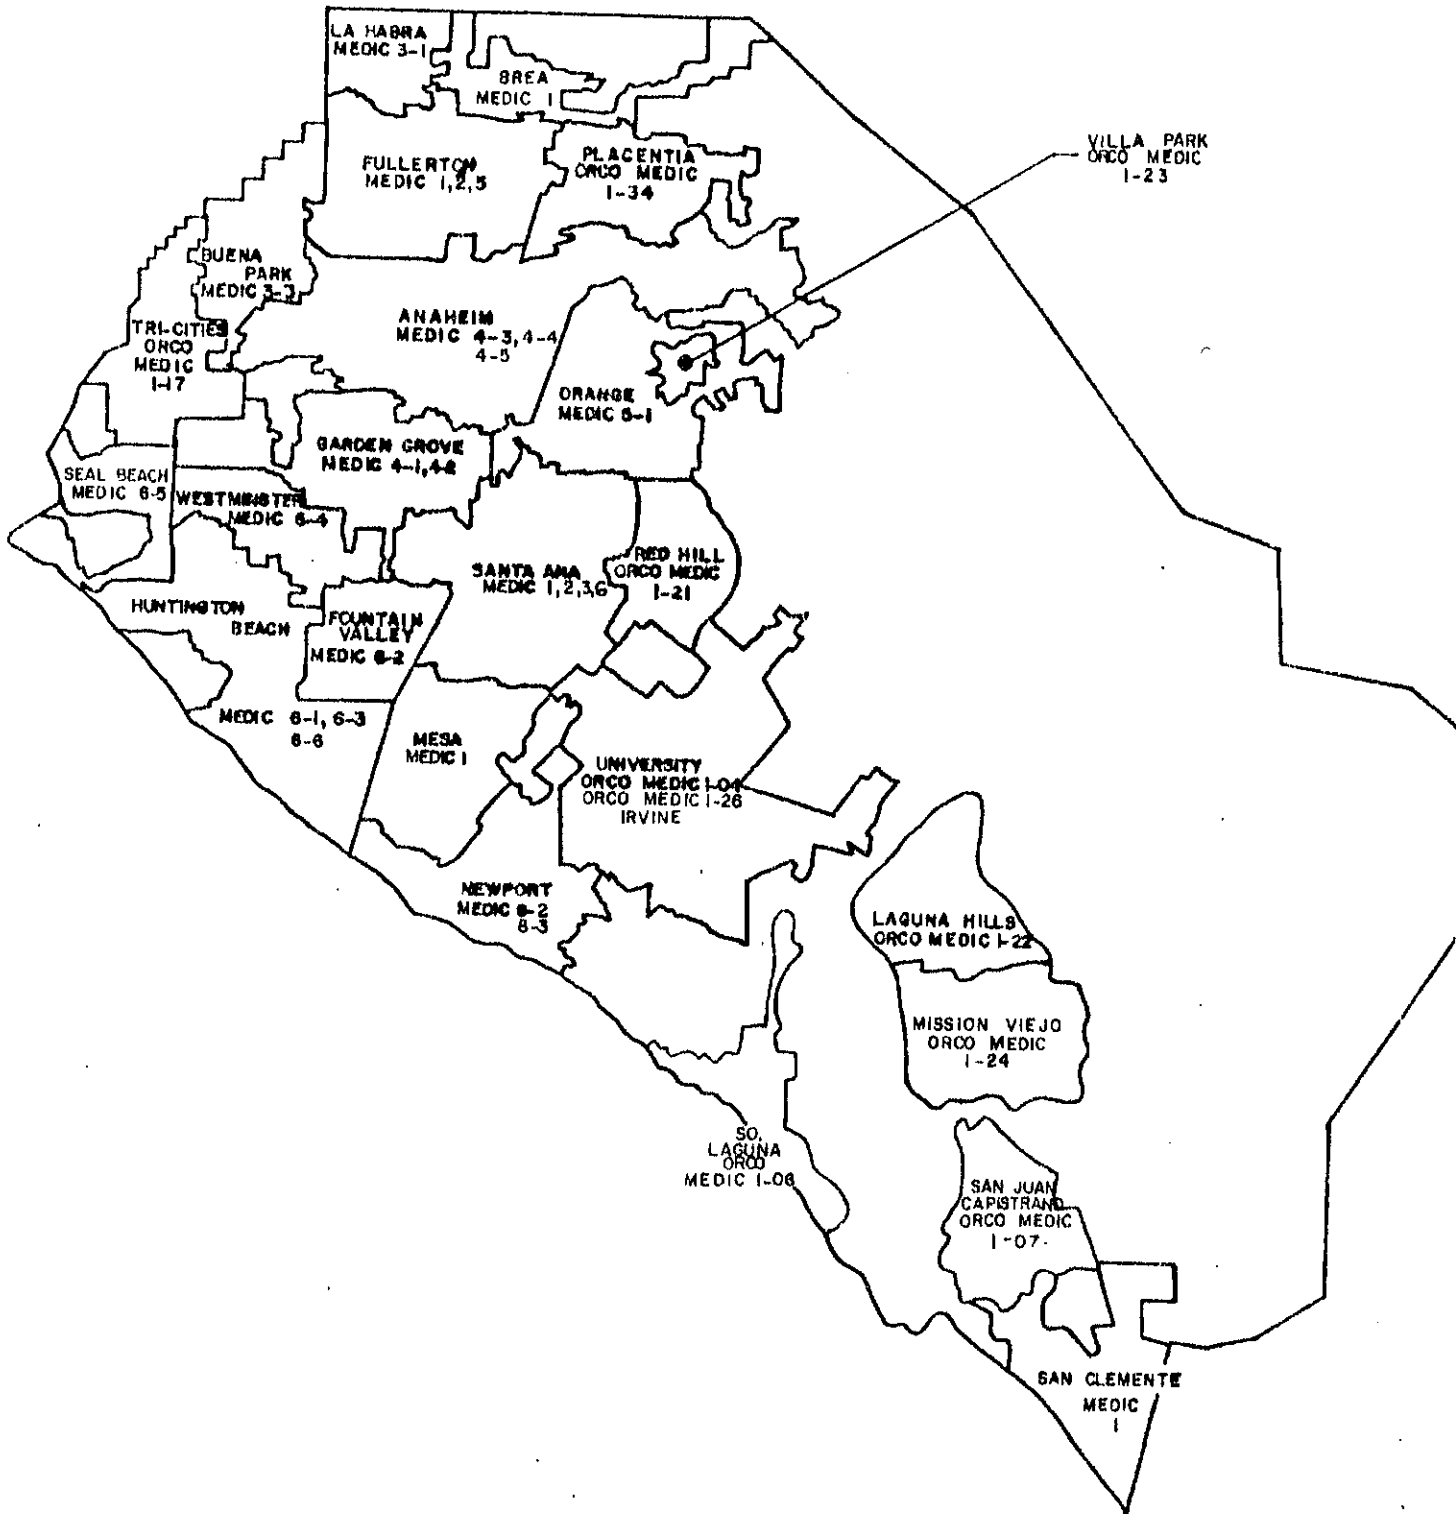 LA HABRA
MEDIC 3-1
BREA
MEDIC 1
VILLA PARK
ORCO MEDIC
1-23
FULLERTON
MEDIC 1,2,5
PLACENTIA
ORCO MEDIC
1-34
BUENA
PARK
MEDIC 3-3
TRI-CITIES
ORCO
MEDIC
1-17
ANAHEIM
MEDIC 4-3, 4-4
4-5
ORANGE
MEDIC 5-1
GARDEN GROVE
MEDIC 4-1, 4-2
SEAL BEACH
MEDIC 6-5
WESTMINSTER
MEDIC 6-4
SANTA ANA
MEDIC 1, 2, 3,6
RED HILL
ORCO MEDIC
1-21
HUNTINGTON
BEACH
MEDIC 6-1, 6-3
6-6
FOUNTAIN
VALLEY
MEDIC 6-2
MESA
MEDIC 1
UNIVERSITY
ORCO MEDIC 1-04
ORCO MEDIC 1-26
IRVINE
NEWPORT
MEDIC 8-2
8-3
LAGUNA HILLS
ORCO MEDIC 1-22
MISSION VIEJO
ORCO MEDIC
1-24
SO.
LAGUNA
ORCO
MEDIC 1-06
SAN JUAN
CAPISTRANO
ORCO MEDIC
1-07
SAN CLEMENTE
MEDIC
1